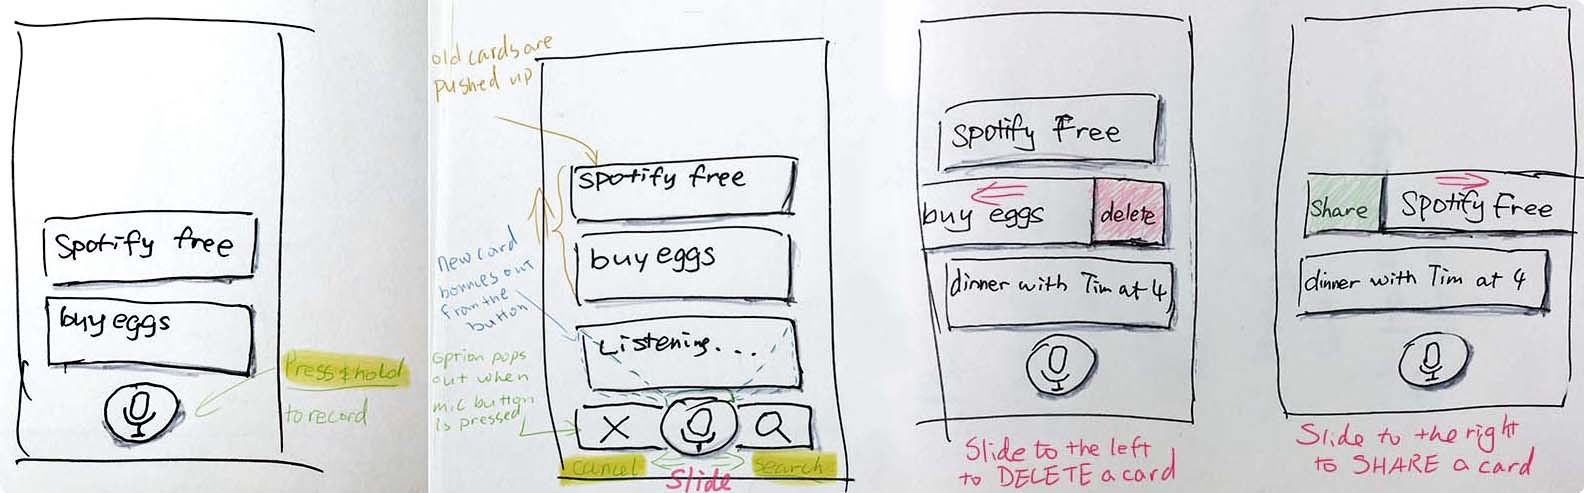 Spotify free
buy eggs
Press & hold
to record
old cards are
pushed up
spotify free
buy eggs
New card
bounces out
from the
button
Listening...
option pops
out when
mic button
is pressed
X
cancel
search
Slide
Spotify Free
buy eggs
delete
dinner with Tim at 4
Slide to the left
to DELETE a card
Share
Spotify Free
dinner with Tim at 4
Slide to the right
to SHARE a card